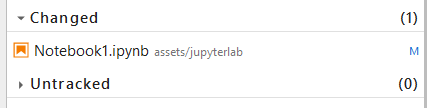 Changed (1)
Notebook1.ipynb assets/jupyterlab M
Untracked (0)